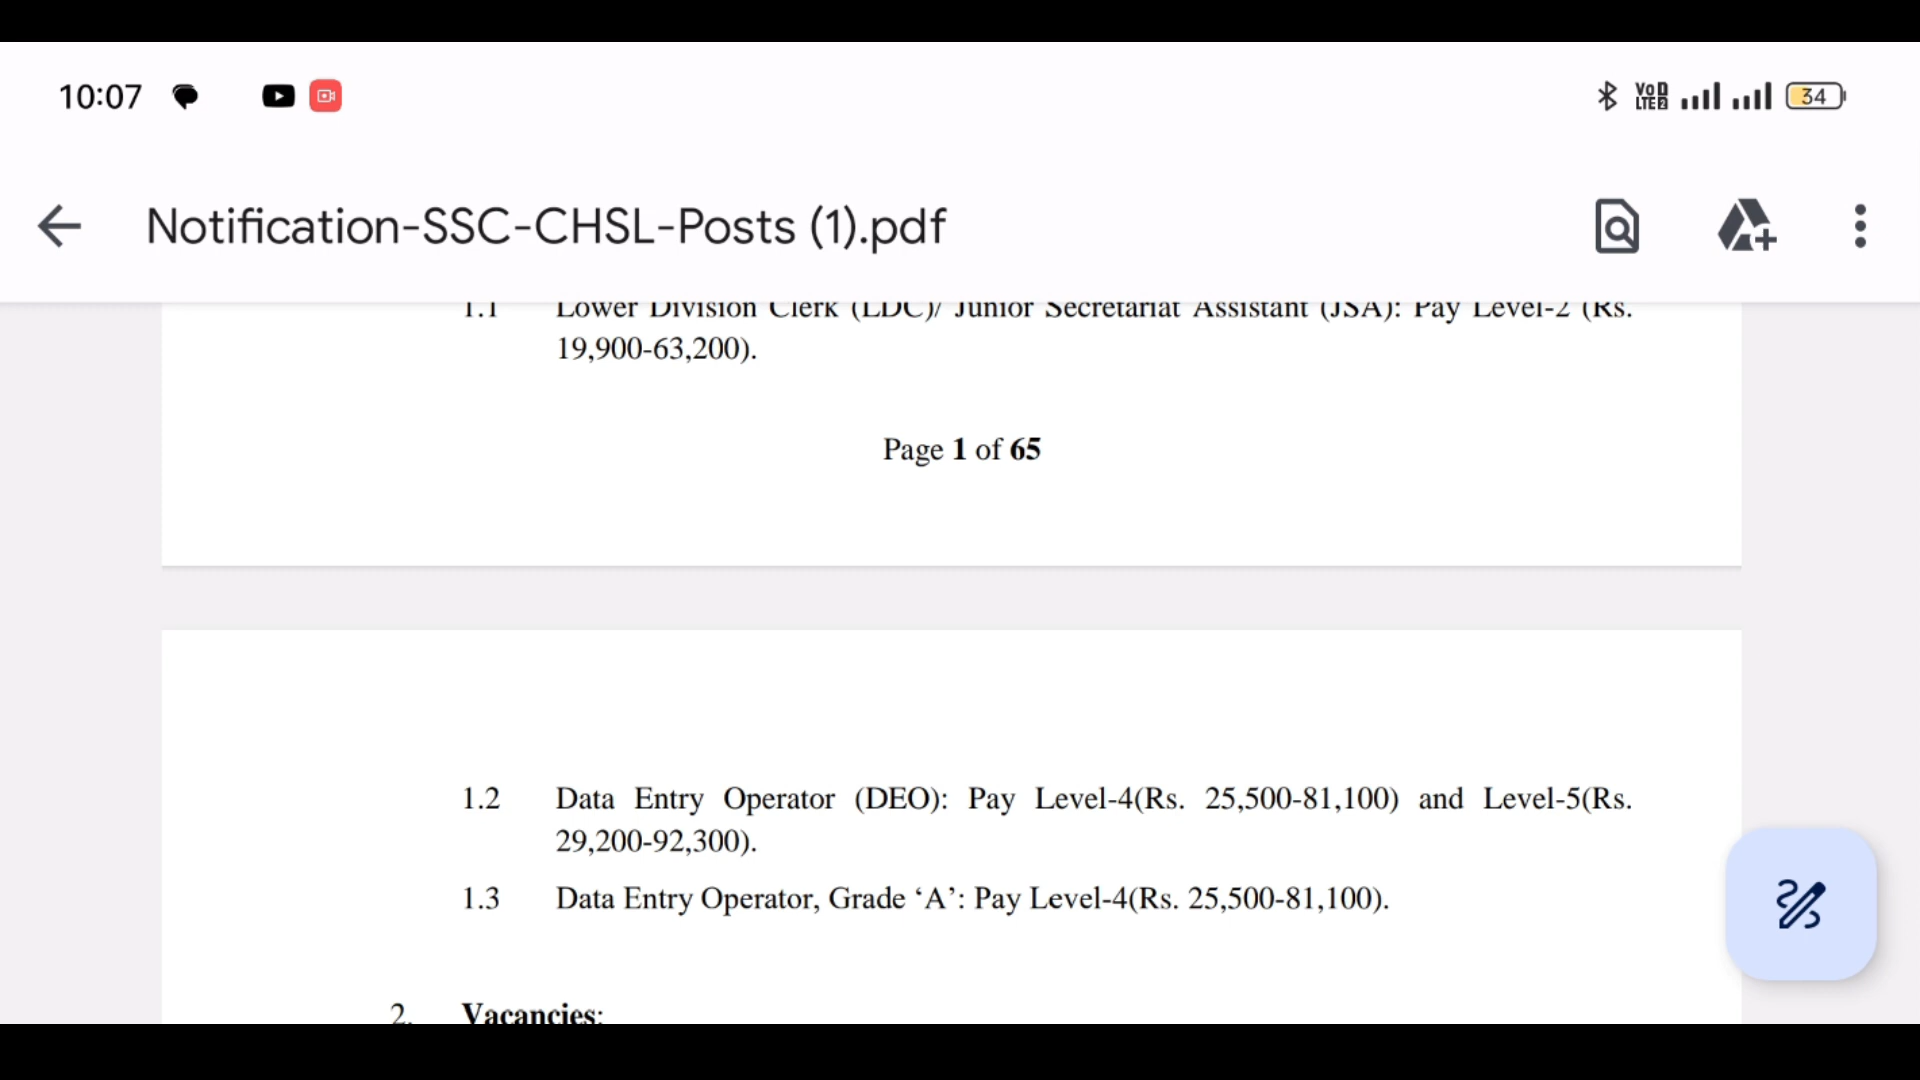 10:07
VoD
LTE2
34
Notification-SSC-CHSL-Posts (1).pdf
1.1 Lower Division Clerk (LDC)/ Junior Secretariat Assistant (JSA): Pay Level-2 (Rs.
19,900-63,200).
Page 1 of 65
1.2 Data Entry Operator (DEO): Pay Level-4(Rs. 25,500-81,100) and Level-5(Rs.
29,200-92,300).
1.3 Data Entry Operator, Grade ‘A’: Pay Level-4(Rs. 25,500-81,100).
2. Vacancies: